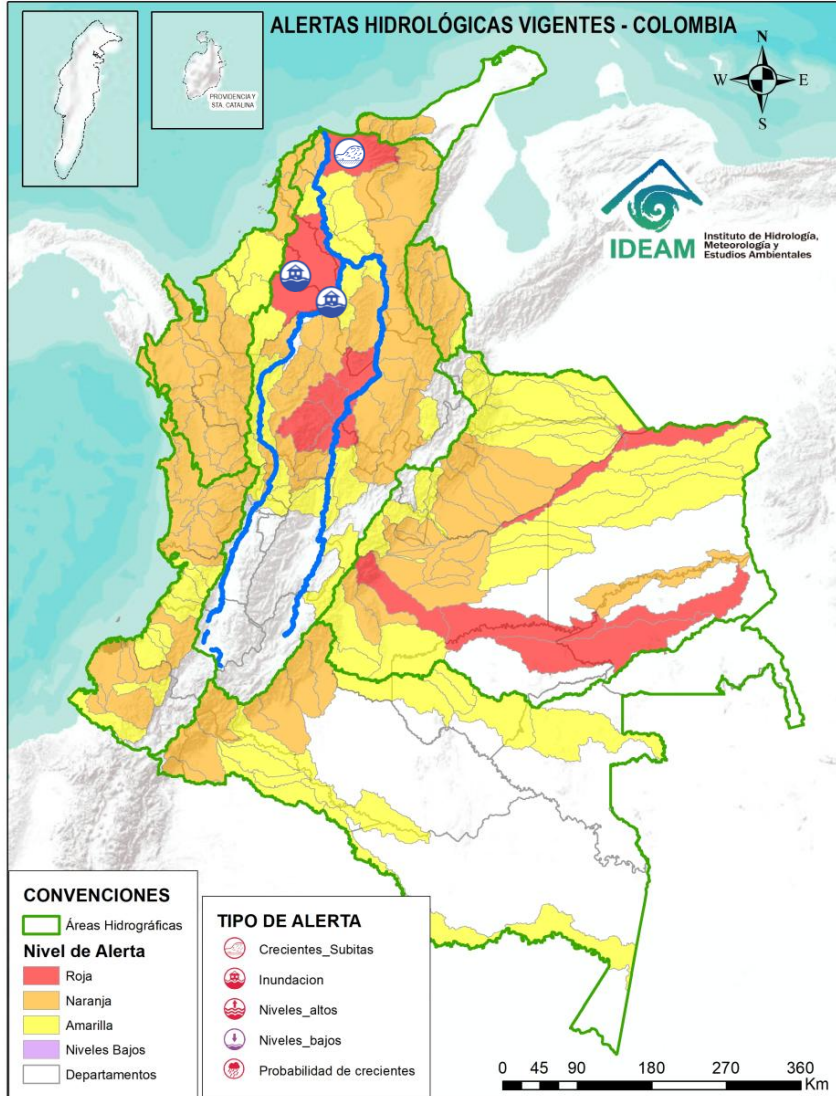 ALERTAS HIDROLÓGICAS VIGENTES - COLOMBIA
N
W
E
S
PROVIDENCIA Y
STA. CATALINA
IDEAM
Instituto de Hidrología,
Meteorología y
Estudios Ambientales
CONVENCIONES
Áreas Hidrográficas
Nivel de Alerta
Roja
Naranja
Amarilla
Niveles Bajos
Departamentos
TIPO DE ALERTA
Crecientes_Subitas
Inundacion
Niveles_altos
Niveles_bajos
Probabilidad de crecientes
0 45 90 180 270 360
Km